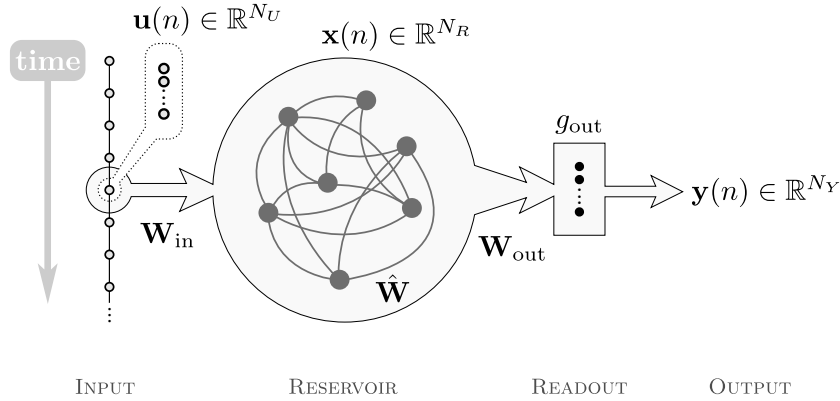 u(n) ∈ ℝ^{N_U}
x(n) ∈ ℝ^{N_R}
time
g_out
y(n) ∈ ℝ^{N_Y}
W_in
W_out
Ŵ
INPUT
RESERVOIR
READOUT
OUTPUT